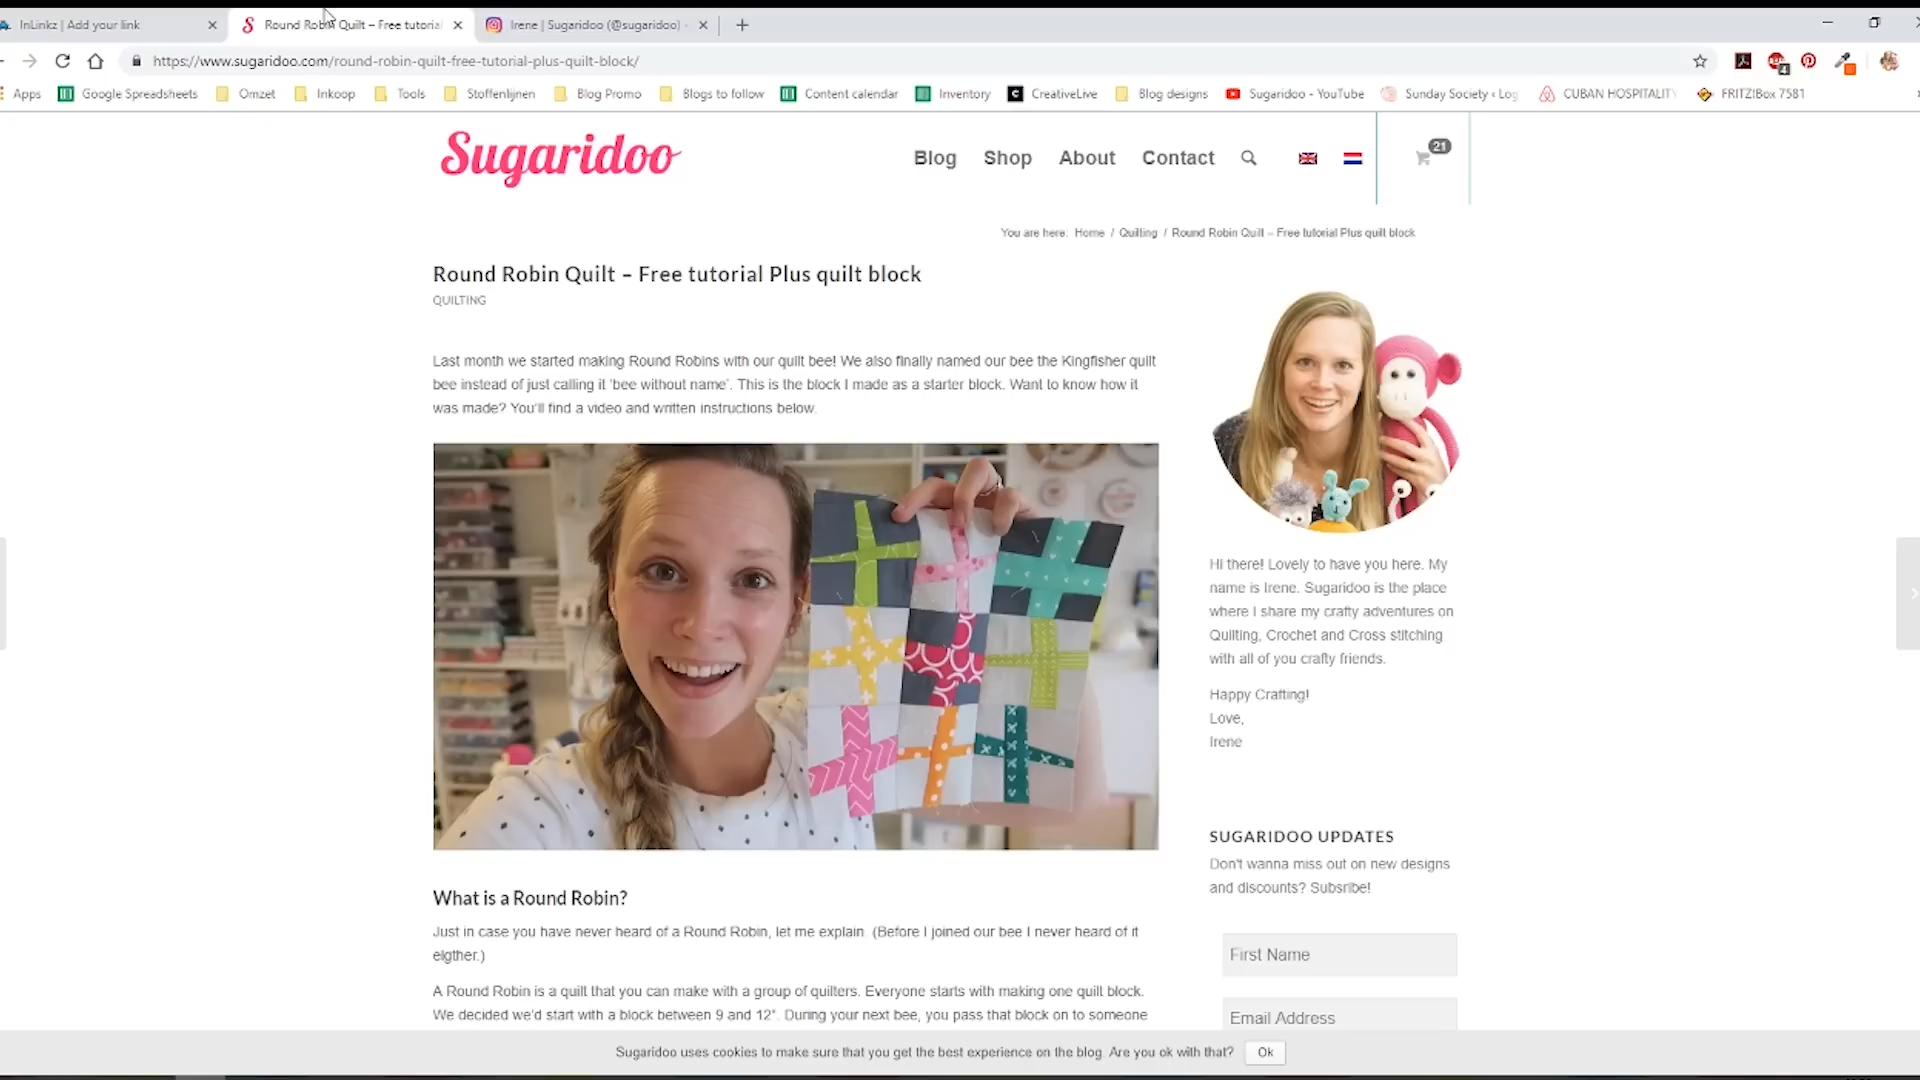 InLinkz | Add your link
Round Robin Quilt – Free tutorial
Irene | Sugaridoo (@sugaridoo)
https://www.sugaridoo.com/round-robin-quilt-free-tutorial-plus-quilt-block/
4
Apps
Google Spreadsheets
Omzet
Inkoop
Tools
Stoffenlijnen
Blog Promo
Blogs to follow
Content calendar
Inventory
CreativeLive
Blog designs
Sugaridoo - YouTube
Sunday Society ‹ Log
CUBAN HOSPITALIT
FRITZ!Box 7581
Sugaridoo
Blog
Shop
About
Contact
21
You are here: Home / Quilting / Round Robin Quilt – Free tutorial Plus quilt block
Round Robin Quilt – Free tutorial Plus quilt block
QUILTING
Last month we started making Round Robins with our quilt bee! We also finally named our bee the Kingfisher quilt
bee instead of just calling it 'bee without name'. This is the block I made as a starter block. Want to know how it
was made? You'll find a video and written instructions below.
What is a Round Robin?
Just in case you have never heard of a Round Robin, let me explain. (Before I joined our bee I never heard of it
eigther.)
A Round Robin is a quilt that you can make with a group of quilters. Everyone starts with making one quilt block.
We decided we'd start with a block between 9 and 12". During your next bee, you pass that block on to someone
Hi there! Lovely to have you here. My
name is Irene. Sugaridoo is the place
where I share my crafty adventures on
Quilting, Crochet and Cross stitching
with all of you crafty friends.
Happy Crafting!
Love,
Irene
SUGARIDOO UPDATES
Don't wanna miss out on new designs
and discounts? Subsribe!
First Name
Email Address
Sugaridoo uses cookies to make sure that you get the best experience on the blog. Are you ok with that?
Ok